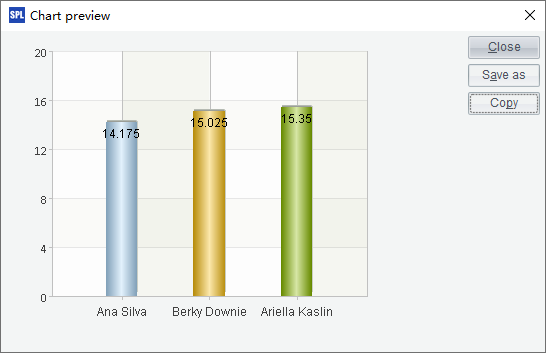 SPL Chart preview
Close
Save as
Copy
20
16
12
8
4
0
14.175
15.025
15.35
Ana Silva Berky Downie Ariella Kaslin